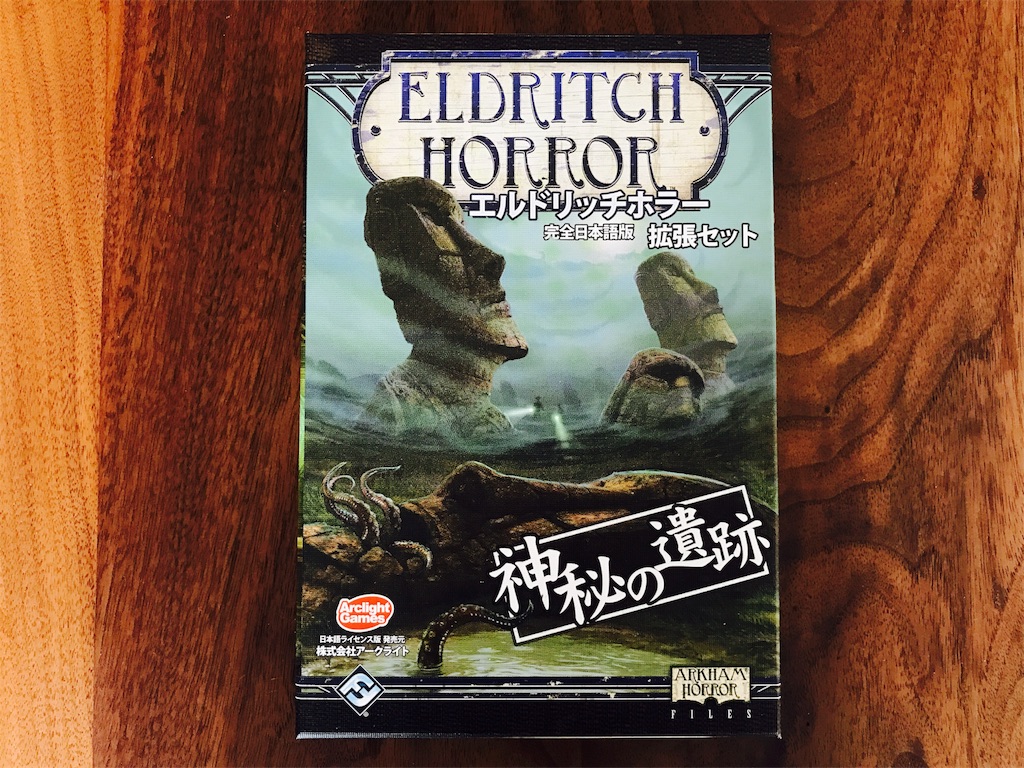 ELDRITCH
HORROR
エルドリッチホラー
完全日本語版 拡張セット
神秘の遺跡
Arclight
Games
日本語ライセンス版 発売元
株式会社アークライト
ARKHAM
HORROR
FILES